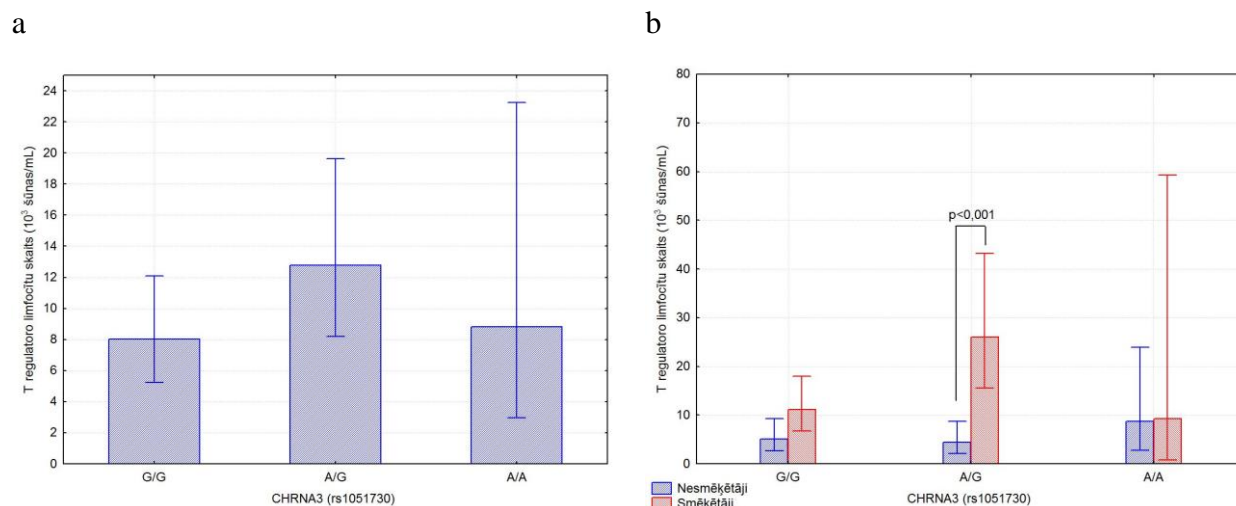 a
b
T regulatoro limfocītu skaits (10³ šūnas/mL)
24
22
20
18
16
14
12
10
8
6
4
2
0
G/G
A/G
A/A
CHRNA3 (rs1051730)
T regulatoro limfocītu skaits (10³ šūnas/mL)
80
70
60
50
40
30
20
10
0
p<0,001
G/G
A/G
A/A
CHRNA3 (rs1051730)
Nesmēķētāji
Smēķētāji